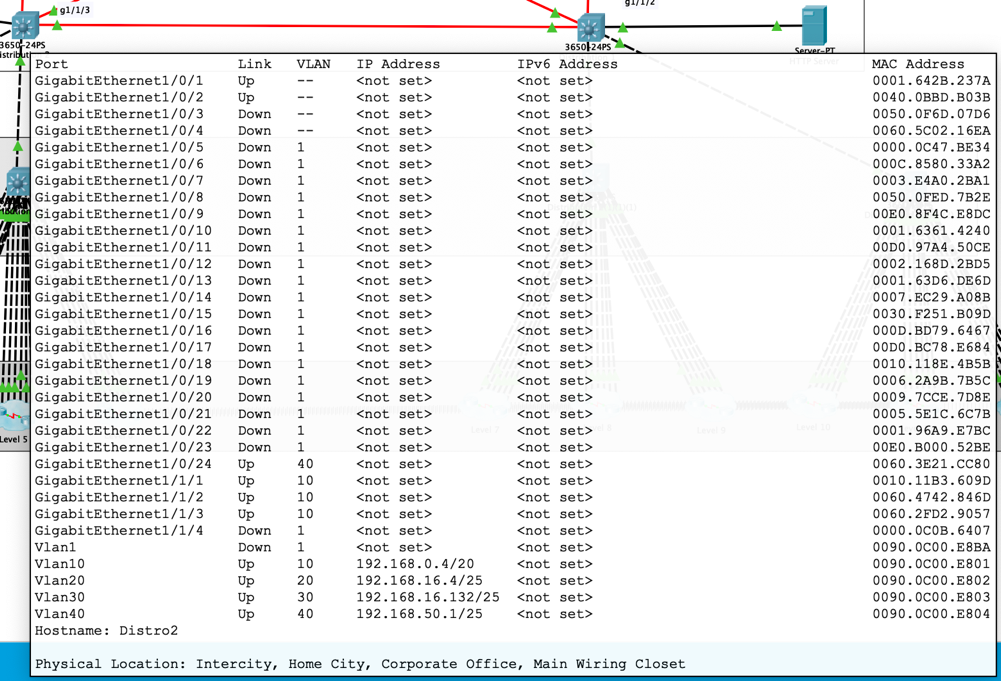 g1/1/3
g1/1/2
3650-24PS
3650-24PS
Server-PT
HTTP Server
Port Link VLAN IP Address IPv6 Address MAC Address
GigabitEthernet1/0/1 Up -- <not set> <not set> 0001.642B.237A
GigabitEthernet1/0/2 Up -- <not set> <not set> 0040.0BBD.B03B
GigabitEthernet1/0/3 Down -- <not set> <not set> 0050.0F6D.07D6
GigabitEthernet1/0/4 Down -- <not set> <not set> 0060.5C02.16EA
GigabitEthernet1/0/5 Down 1 <not set> <not set> 0000.0C47.BE34
GigabitEthernet1/0/6 Down 1 <not set> <not set> 000C.8580.33A2
GigabitEthernet1/0/7 Down 1 <not set> <not set> 0003.E4A0.2BA1
GigabitEthernet1/0/8 Down 1 <not set> <not set> 0050.0FED.7B2E
GigabitEthernet1/0/9 Down 1 <not set> <not set> 00E0.8F4C.E8DC
GigabitEthernet1/0/10 Down 1 <not set> <not set> 0001.6361.4240
GigabitEthernet1/0/11 Down 1 <not set> <not set> 00D0.97A4.50CE
GigabitEthernet1/0/12 Down 1 <not set> <not set> 0002.168D.2BD5
GigabitEthernet1/0/13 Down 1 <not set> <not set> 0001.63D6.DE6D
GigabitEthernet1/0/14 Down 1 <not set> <not set> 0007.EC29.A08B
GigabitEthernet1/0/15 Down 1 <not set> <not set> 0030.F251.B09D
GigabitEthernet1/0/16 Down 1 <not set> <not set> 000D.BD79.6467
GigabitEthernet1/0/17 Down 1 <not set> <not set> 00D0.BC78.E684
GigabitEthernet1/0/18 Down 1 <not set> <not set> 0010.118E.4B5B
GigabitEthernet1/0/19 Down 1 <not set> <not set> 0006.2A9B.7B5C
GigabitEthernet1/0/20 Down 1 <not set> <not set> 0009.7CCE.7D8E
GigabitEthernet1/0/21 Down 1 <not set> <not set> 0005.5E1C.6C7B
GigabitEthernet1/0/22 Down 1 <not set> <not set> 0001.96A9.E7BC
GigabitEthernet1/0/23 Down 1 <not set> <not set> 00E0.B000.52BE
GigabitEthernet1/0/24 Up 40 <not set> <not set> 0060.3E21.CC80
GigabitEthernet1/1/1 Up 10 <not set> <not set> 0010.11B3.609D
GigabitEthernet1/1/2 Up 10 <not set> <not set> 0060.4742.846D
GigabitEthernet1/1/3 Up 10 <not set> <not set> 0060.2FD2.9057
GigabitEthernet1/1/4 Down 1 <not set> <not set> 0000.0C0B.6407
Vlan1 Down 1 <not set> <not set> 0090.0C00.E8BA
Vlan10 Up 10 192.168.0.4/20 <not set> 0090.0C00.E801
Vlan20 Up 20 192.168.16.4/25 <not set> 0090.0C00.E802
Vlan30 Up 30 192.168.16.132/25 <not set> 0090.0C00.E803
Vlan40 Up 40 192.168.50.1/25 <not set> 0090.0C00.E804
Hostname: Distro2
Physical Location: Intercity, Home City, Corporate Office, Main Wiring Closet
Level 5
Level 7
Level 10